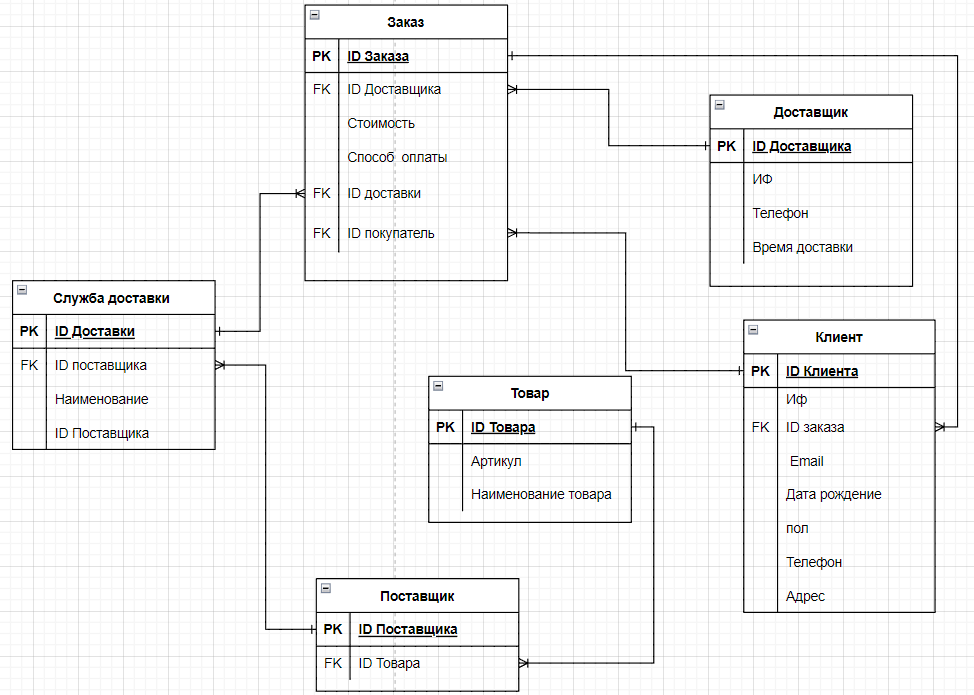 Заказ
PK ID Заказа
FK ID Доставщика
Стоимость
Способ оплаты
FK ID доставки
FK ID покупатель
Доставщик
PK ID Доставщика
ИФ
Телефон
Время доставки
Служба доставки
PK ID Доставки
FK ID поставщика
Наименование
ID Поставщика
Клиент
PK ID Клиента
Иф
FK ID заказа
Email
Дата рождение
пол
Телефон
Адрес
Товар
PK ID Товара
Артикул
Наименование товара
Поставщик
PK ID Поставщика
FK ID Товара